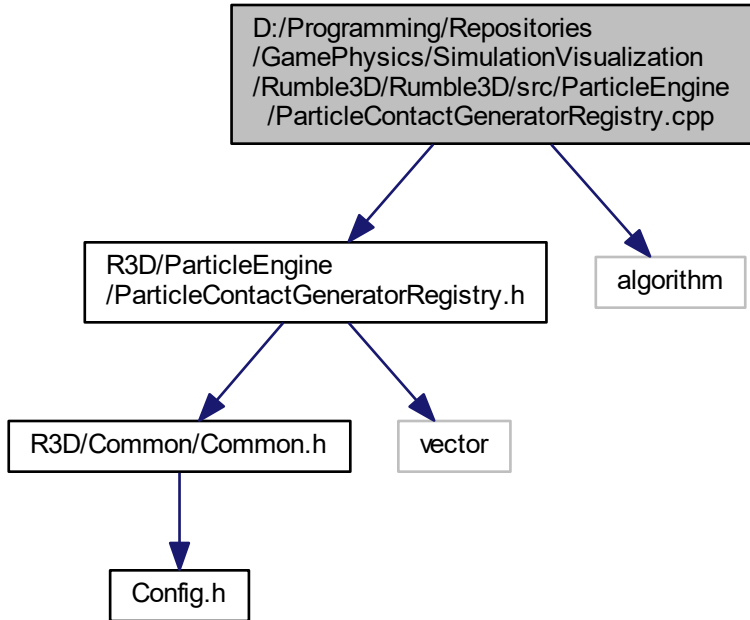 D:/Programming/Repositories
/GamePhysics/SimulationVisualization
/Rumble3D/Rumble3D/src/ParticleEngine
/ParticleContactGeneratorRegistry.cpp
R3D/ParticleEngine
/ParticleContactGeneratorRegistry.h
algorithm
R3D/Common/Common.h
vector
Config.h